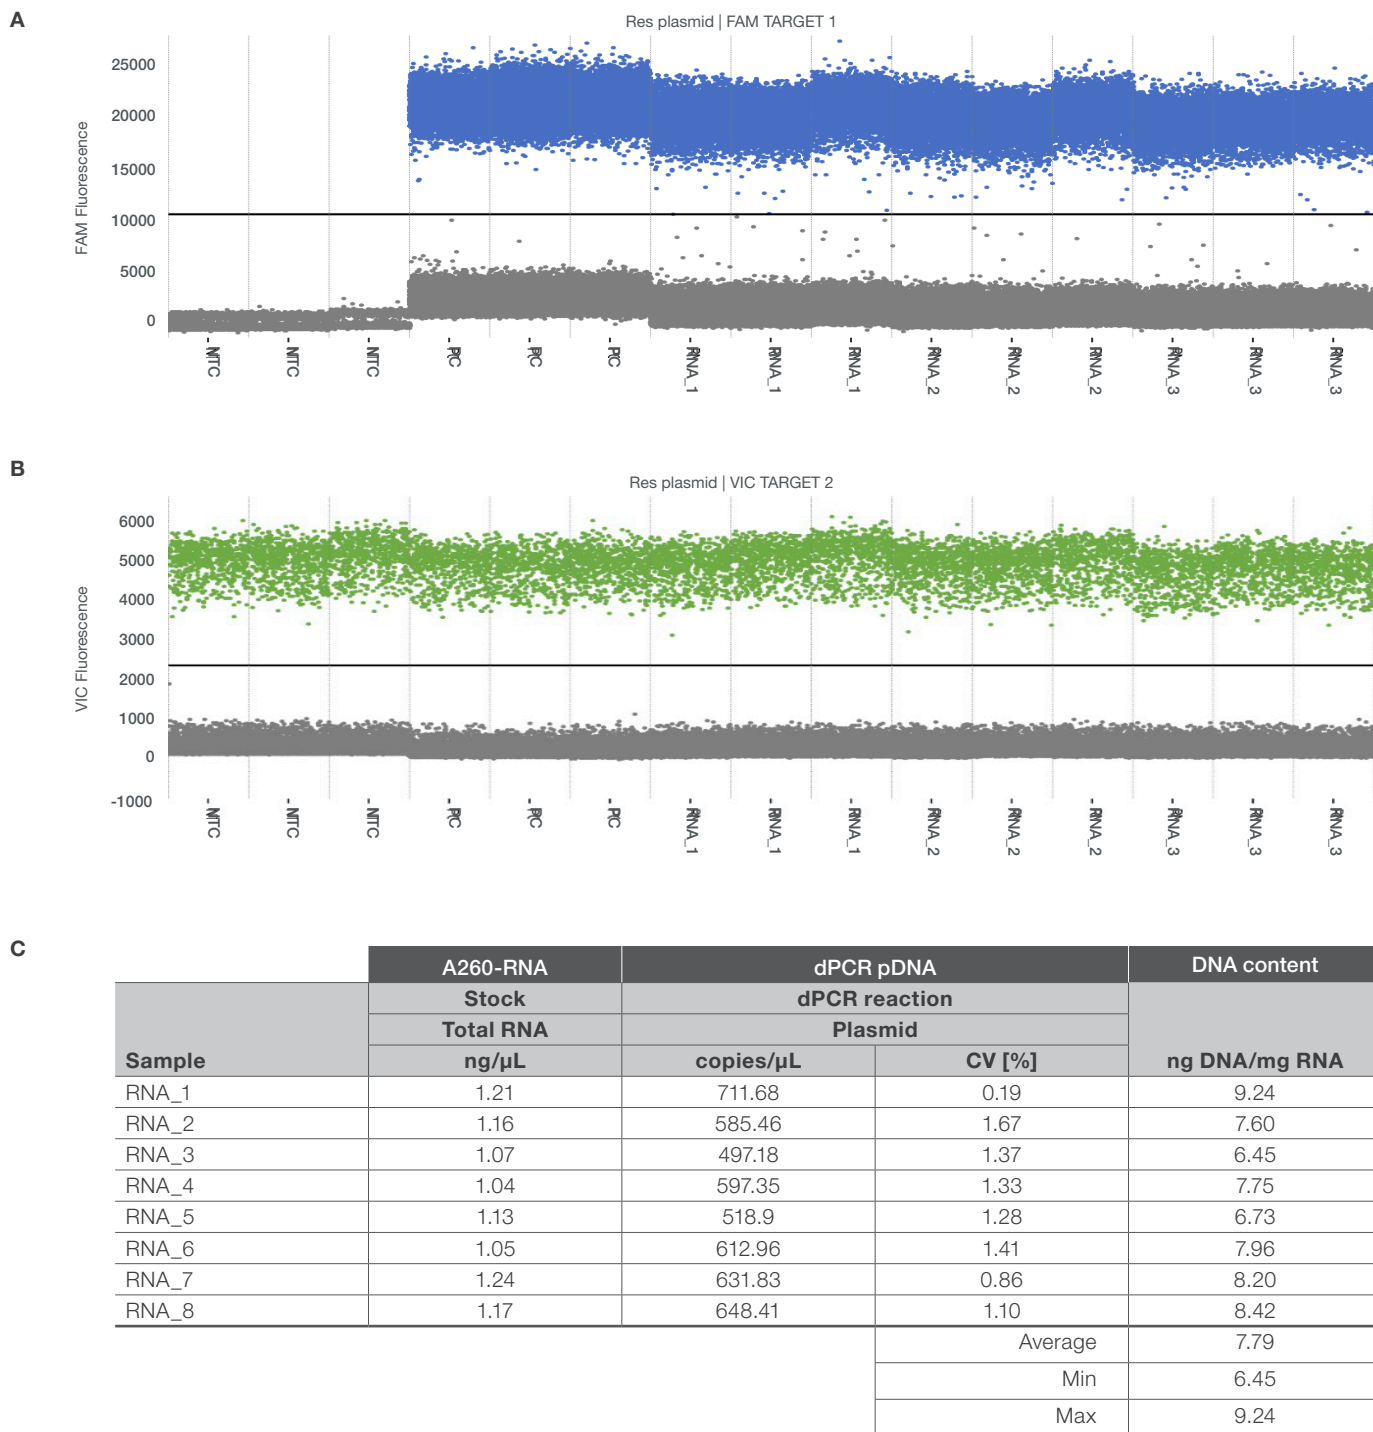 A
Res plasmid | FAM TARGET 1
FAM Fluorescence
25000
20000
15000
10000
5000
0
NTC NTC NTC PC PC PC RNA_1 RNA_1 RNA_1 RNA_2 RNA_2 RNA_2 RNA_3 RNA_3 RNA_3
B
Res plasmid | VIC TARGET 2
VIC Fluorescence
6000
5000
4000
3000
2000
1000
0
-1000
NTC NTC NTC PC PC PC RNA_1 RNA_1 RNA_1 RNA_2 RNA_2 RNA_2 RNA_3 RNA_3 RNA_3
C
A260-RNA dPCR pDNA DNA content
Stock dPCR reaction
Total RNA Plasmid
Sample ng/µL copies/µL CV [%] ng DNA/mg RNA
RNA_1 1.21 711.68 0.19 9.24
RNA_2 1.16 585.46 1.67 7.60
RNA_3 1.07 497.18 1.37 6.45
RNA_4 1.04 597.35 1.33 7.75
RNA_5 1.13 518.9 1.28 6.73
RNA_6 1.05 612.96 1.41 7.96
RNA_7 1.24 631.83 0.86 8.20
RNA_8 1.17 648.41 1.10 8.42
Average 7.79
Min 6.45
Max 9.24